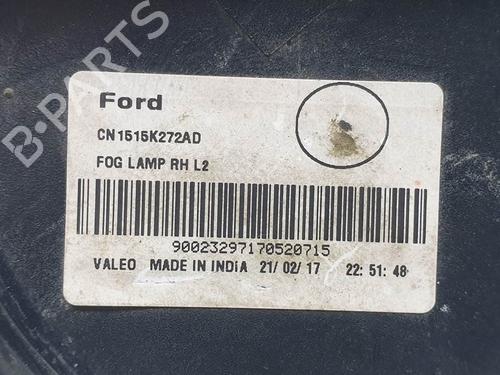 B-PARTS
Ford
CN1515K272AD
FOG LAMP RH L2
90023297170520715
VALEO MADE IN INDIA 21/02/17 22:51:48